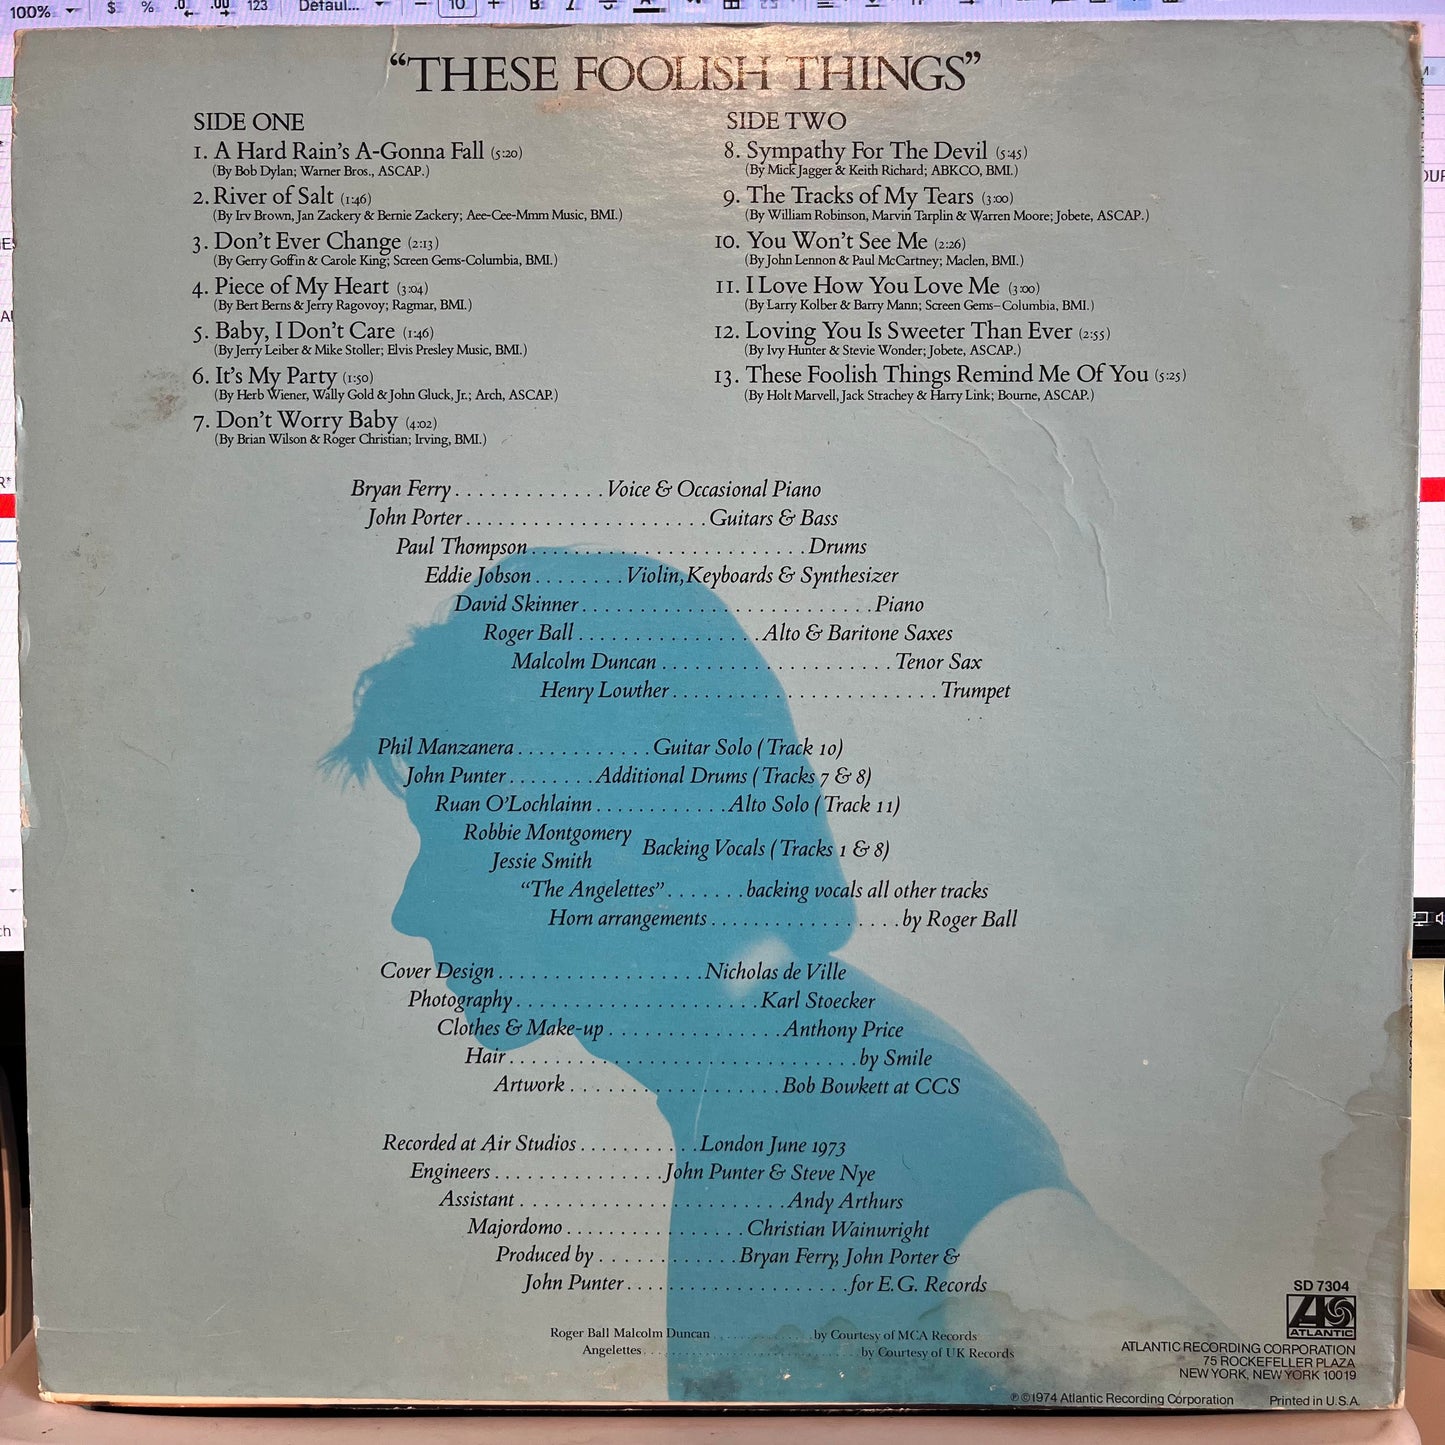 100%
$
%
.0
.00
123
Defaul...
10
B
"THESE FOOLISH THINGS"
SIDE ONE
1. A Hard Rain's A-Gonna Fall (5:20)
(By Bob Dylan; Warner Bros., ASCAP.)
2. River of Salt (1:46)
(By Irv Brown, Jan Zackery & Bernie Zackery; Aee-Cee-Mmm Music, BMI.)
3. Don't Ever Change (2:13)
(By Gerry Goffin & Carole King; Screen Gems-Columbia, BMI.)
4. Piece of My Heart (3:04)
(By Bert Berns & Jerry Ragovoy; Ragmar, BMI.)
5. Baby, I Don't Care (1:46)
(By Jerry Leiber & Mike Stoller; Elvis Presley Music, BMI.)
6. It's My Party (1:50)
(By Herb Wiener, Wally Gold & John Gluck, Jr.; Arch, ASCAP.)
7. Don't Worry Baby (4:02)
(By Brian Wilson & Roger Christian; Irving, BMI.)
SIDE TWO
8. Sympathy For The Devil (5:45)
(By Mick Jagger & Keith Richard; ABKCO, BMI.)
9. The Tracks of My Tears (3:00)
(By William Robinson, Marvin Tarplin & Warren Moore; Jobete, ASCAP.)
10. You Won't See Me (2:26)
(By John Lennon & Paul McCartney; Maclen, BMI.)
11. I Love How You Love Me (3:00)
(By Larry Kolber & Barry Mann; Screen Gems–Columbia, BMI.)
12. Loving You Is Sweeter Than Ever (2:55)
(By Ivy Hunter & Stevie Wonder; Jobete, ASCAP.)
13. These Foolish Things Remind Me Of You (5:25)
(By Holt Marvell, Jack Strachey & Harry Link; Bourne, ASCAP.)
Bryan Ferry . . . . . . . . . . . . . Voice & Occasional Piano
John Porter . . . . . . . . . . . . . . . . . . . . . Guitars & Bass
Paul Thompson . . . . . . . . . . . . . . . . . . . . . . . . Drums
Eddie Jobson . . . . . . . . Violin, Keyboards & Synthesizer
David Skinner . . . . . . . . . . . . . . . . . . . . . . . . . Piano
Roger Ball . . . . . . . . . . . . . . . . Alto & Baritone Saxes
Malcolm Duncan . . . . . . . . . . . . . . . . . . . . Tenor Sax
Henry Lowther . . . . . . . . . . . . . . . . . . . . . . . Trumpet
Phil Manzanera . . . . . . . . . . . . Guitar Solo (Track 10)
John Punter . . . . . . . . Additional Drums (Tracks 7 & 8)
Ruan O'Lochlainn . . . . . . . . . . . . Alto Solo (Track 11)
Robbie Montgomery
Jessie Smith
Backing Vocals (Tracks 1 & 8)
"The Angelettes" . . . . . . . backing vocals all other tracks
Horn arrangements . . . . . . . . . . . . . . . . . by Roger Ball
Cover Design . . . . . . . . . . . . . . . . . . Nicholas de Ville
Photography . . . . . . . . . . . . . . . . . . . . . Karl Stoecker
Clothes & Make-up . . . . . . . . . . . . . . . Anthony Price
Hair . . . . . . . . . . . . . . . . . . . . . . . . . . . . . . by Smile
Artwork . . . . . . . . . . . . . . . . . . Bob Bowkett at CCS
Recorded at Air Studios . . . . . . . . . . London June 1973
Engineers . . . . . . . . . . . . . . . John Punter & Steve Nye
Assistant . . . . . . . . . . . . . . . . . . . . . . . Andy Arthurs
Majordomo . . . . . . . . . . . . . . . . Christian Wainwright
Produced by . . . . . . . . . . . . Bryan Ferry, John Porter &
John Punter . . . . . . . . . . . . . . . . . . . for E.G. Records
Roger Ball Malcolm Duncan . . . . . . . . . . . . by Courtesy of MCA Records
Angelettes . . . . . . . . . . . . . . . . . . . . . . . . . by Courtesy of UK Records
SD 7304
ATLANTIC
ATLANTIC RECORDING CORPORATION
75 ROCKEFELLER PLAZA
NEW YORK, NEW YORK 10019
℗©1974 Atlantic Recording Corporation
Printed in U.S.A.